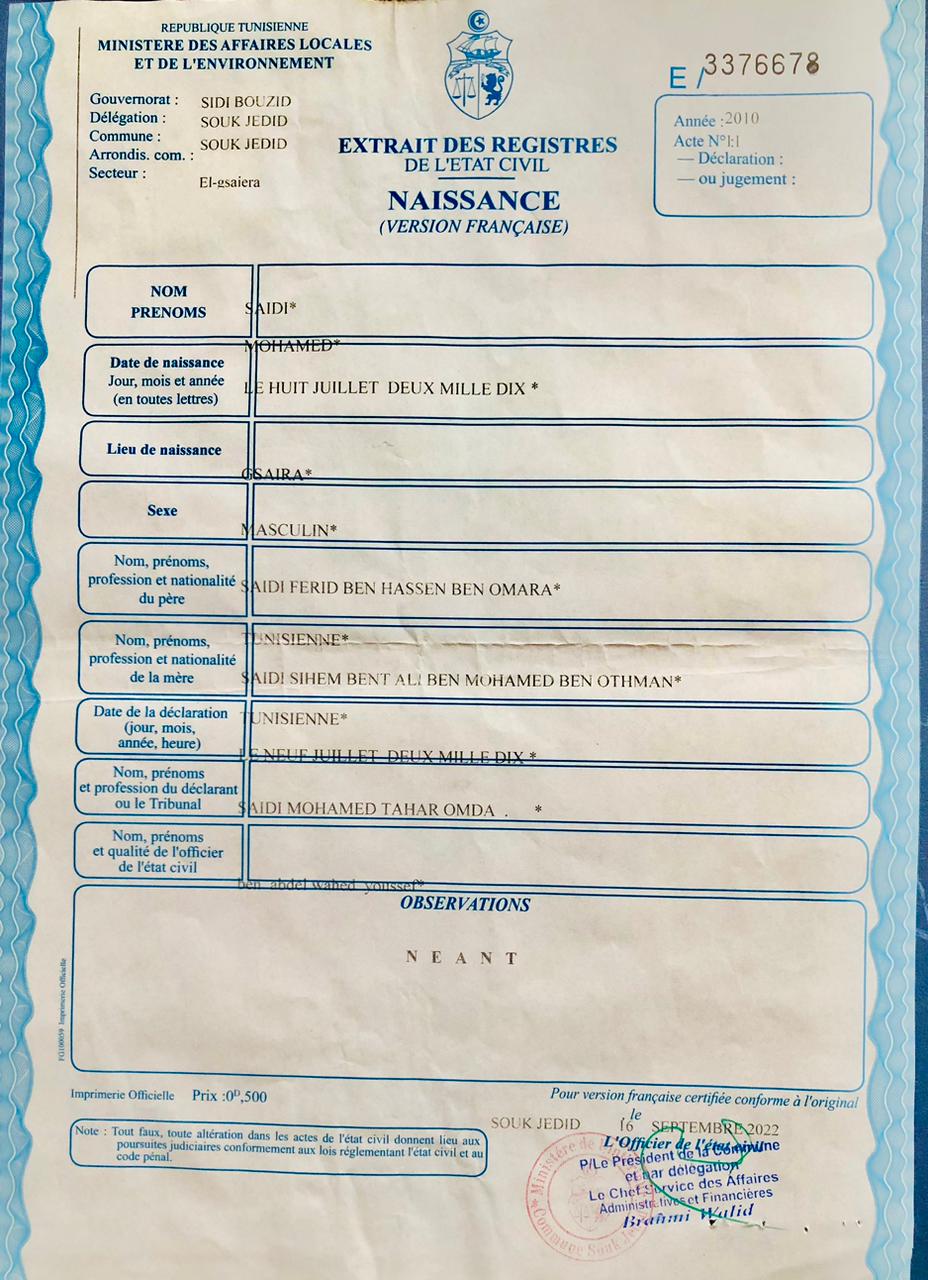 REPUBLIQUE TUNISIENNE
MINISTERE DES AFFAIRES LOCALES
ET DE L'ENVIRONNEMENT
Gouvernorat : SIDI BOUZID
Délégation : SOUK JEDID
Commune : SOUK JEDID
Arrondis. com. :
Secteur : El-gsaiera
EXTRAIT DES REGISTRES
DE L'ETAT CIVIL
NAISSANCE
(VERSION FRANÇAISE)
E / 3376678
Année : 2010
Acte N°
— Déclaration :
— ou jugement :
NOM
PRENOMS
SAIDI*
MOHAMED*
Date de naissance
Jour, mois et année
(en toutes lettres)
LE HUIT JUILLET DEUX MILLE DIX *
Lieu de naissance
GSAIRA*
Sexe
MASCULIN*
Nom, prénoms,
profession et nationalité
du père
SAIDI FERID BEN HASSEN BEN OMARA*
TUNISIENNE*
Nom, prénoms,
profession et nationalité
de la mère
SAIDI SIHEM BENT ALI BEN MOHAMED BEN OTHMAN*
TUNISIENNE*
Date de la déclaration
(jour, mois,
année, heure)
LE NEUF JUILLET DEUX MILLE DIX *
Nom, prénoms
et profession du déclarant
ou le Tribunal
SAIDI MOHAMED TAHAR OMDA . *
Nom, prénoms
et qualité de l'officier
de l'état civil
ben abdel wahed youssef*
OBSERVATIONS
N E A N T
FG100059 Imprimerie Officielle
Imprimerie Officielle Prix :0ᴰ,500
Note : Tout faux, toute altération dans les actes de l'état civil donnent lieu aux
poursuites judiciaires conformement aux lois réglementant l'état civil et au
code pénal.
Pour version française certifiée conforme à l'original
SOUK JEDID le 16 SEPTEMBRE 2022
L'Officier de l'état civil
P/Le Président de la Commune
et par délégation
Le Chef Service des Affaires
Administratives et Financières
Brahmi Walid